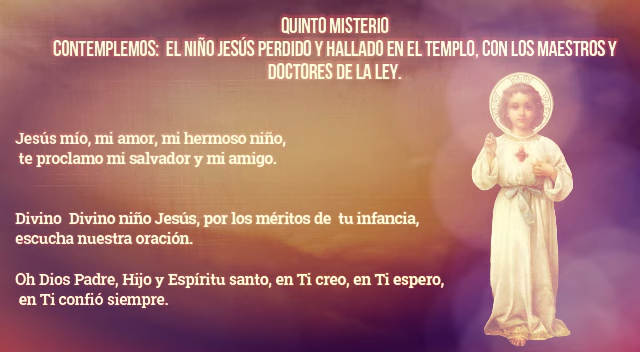 QUINTO MISTERIO
CONTEMPLEMOS: EL NIÑO JESÚS PERDIDO Y HALLADO EN EL TEMPLO, CON LOS MAESTROS Y
DOCTORES DE LA LEY.
Jesús mío, mi amor, mi hermoso niño,
te proclamo mi salvador y mi amigo.
Divino Divino niño Jesús, por los méritos de tu infancia,
escucha nuestra oración.
Oh Dios Padre, Hijo y Espíritu santo, en Ti creo, en Ti espero,
en Ti confió siempre.